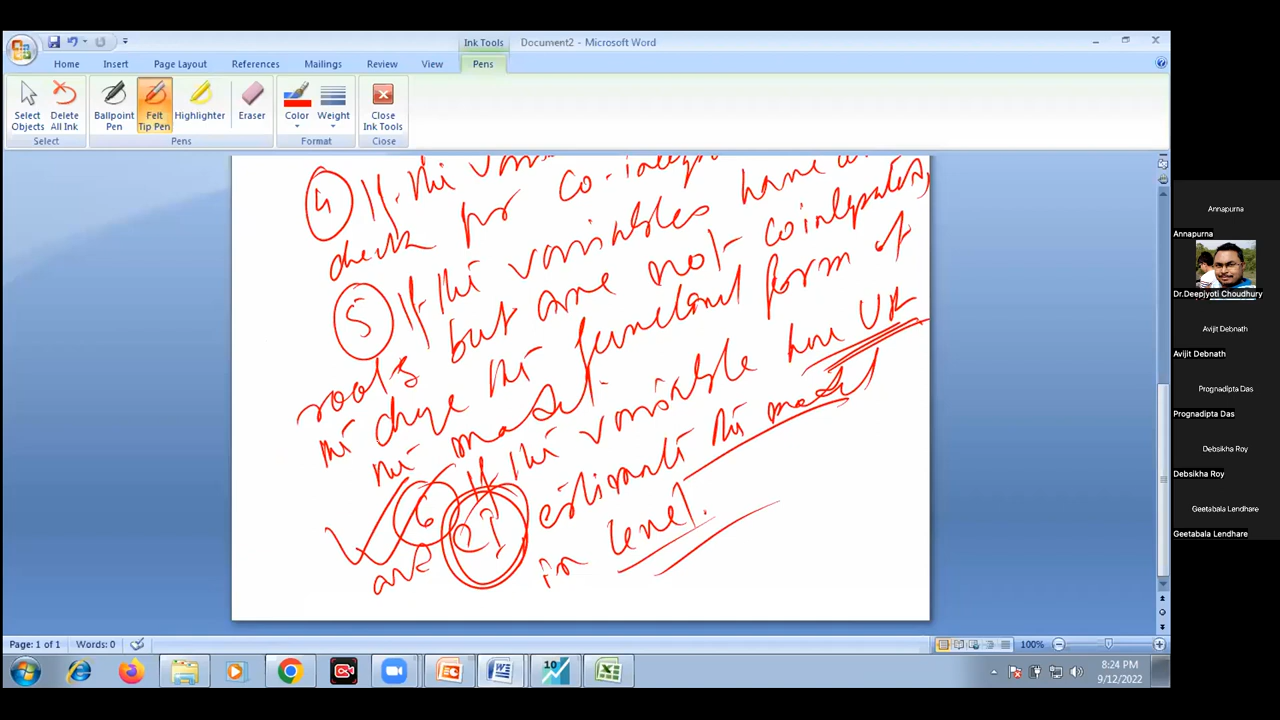 Ink Tools
Document2 - Microsoft Word
Home
Insert
Page Layout
References
Mailings
Review
View
Pens
Select Objects
Delete All Ink
Ballpoint Pen
Felt Tip Pen
Highlighter
Eraser
Color
Weight
Close Ink Tools
Select
Pens
Format
Close
4 If the
check for co-integ
5 If the variables have
roots but are not cointegrated,
the functional form of
the model.
6 If the variable have UR
are estimate the model
in level.
Annapurna
Annapurna
Dr.Deepjyoti Choudhury
Avijit Debnath
Avijit Debnath
Prognadipta Das
Prognadipta Das
Debsikha Roy
Debsikha Roy
Geetabala Lendhare
Geetabala Lendhare
Page: 1 of 1
Words: 0
100%
10
8:24 PM
9/12/2022